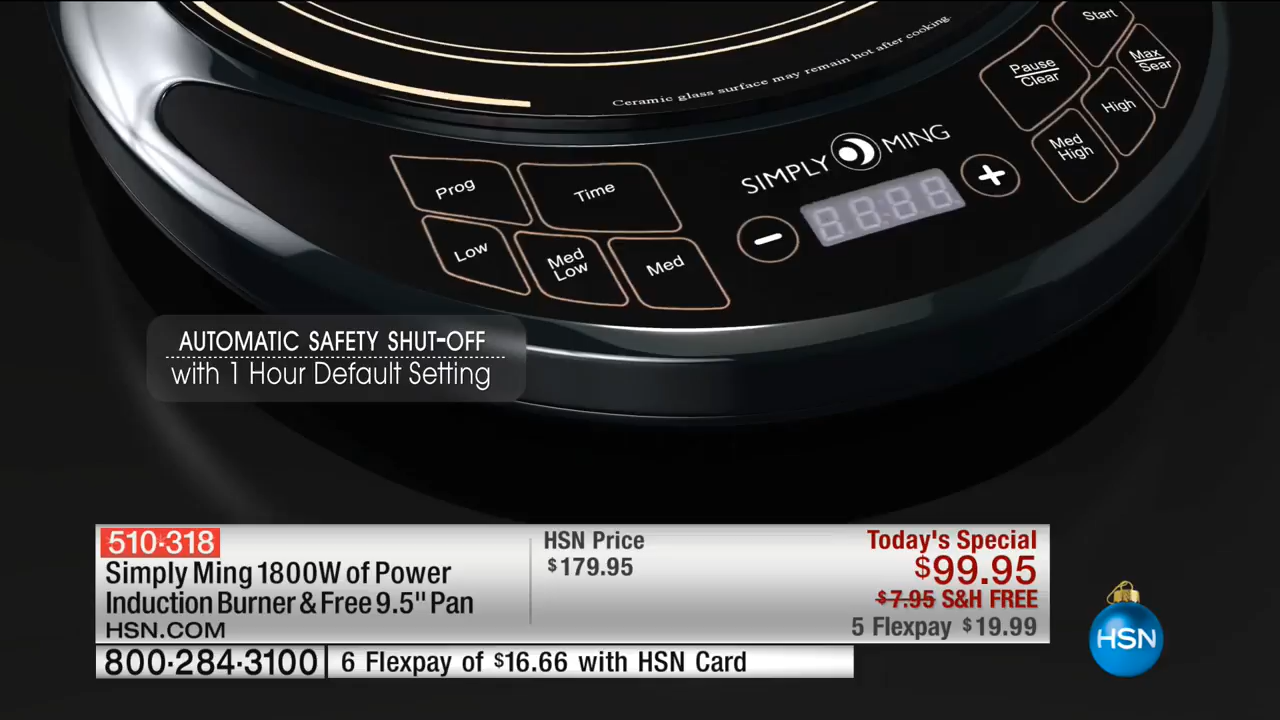 Ceramic glass surface may remain hot after cooking.
Start
Pause
Clear
Max
Sear
High
Med
High
SIMPLY MING
8888
Prog
Time
Low
Med
Low
Med
AUTOMATIC SAFETY SHUT-OFF
with 1 Hour Default Setting
510-318
Simply Ming 1800W of Power
Induction Burner & Free 9.5" Pan
HSN.COM
HSN Price
$179.95
Today's Special
$99.95
$7.95 S&H FREE
5 Flexpay $19.99
800-284-3100
6 Flexpay of $16.66 with HSN Card
HSN